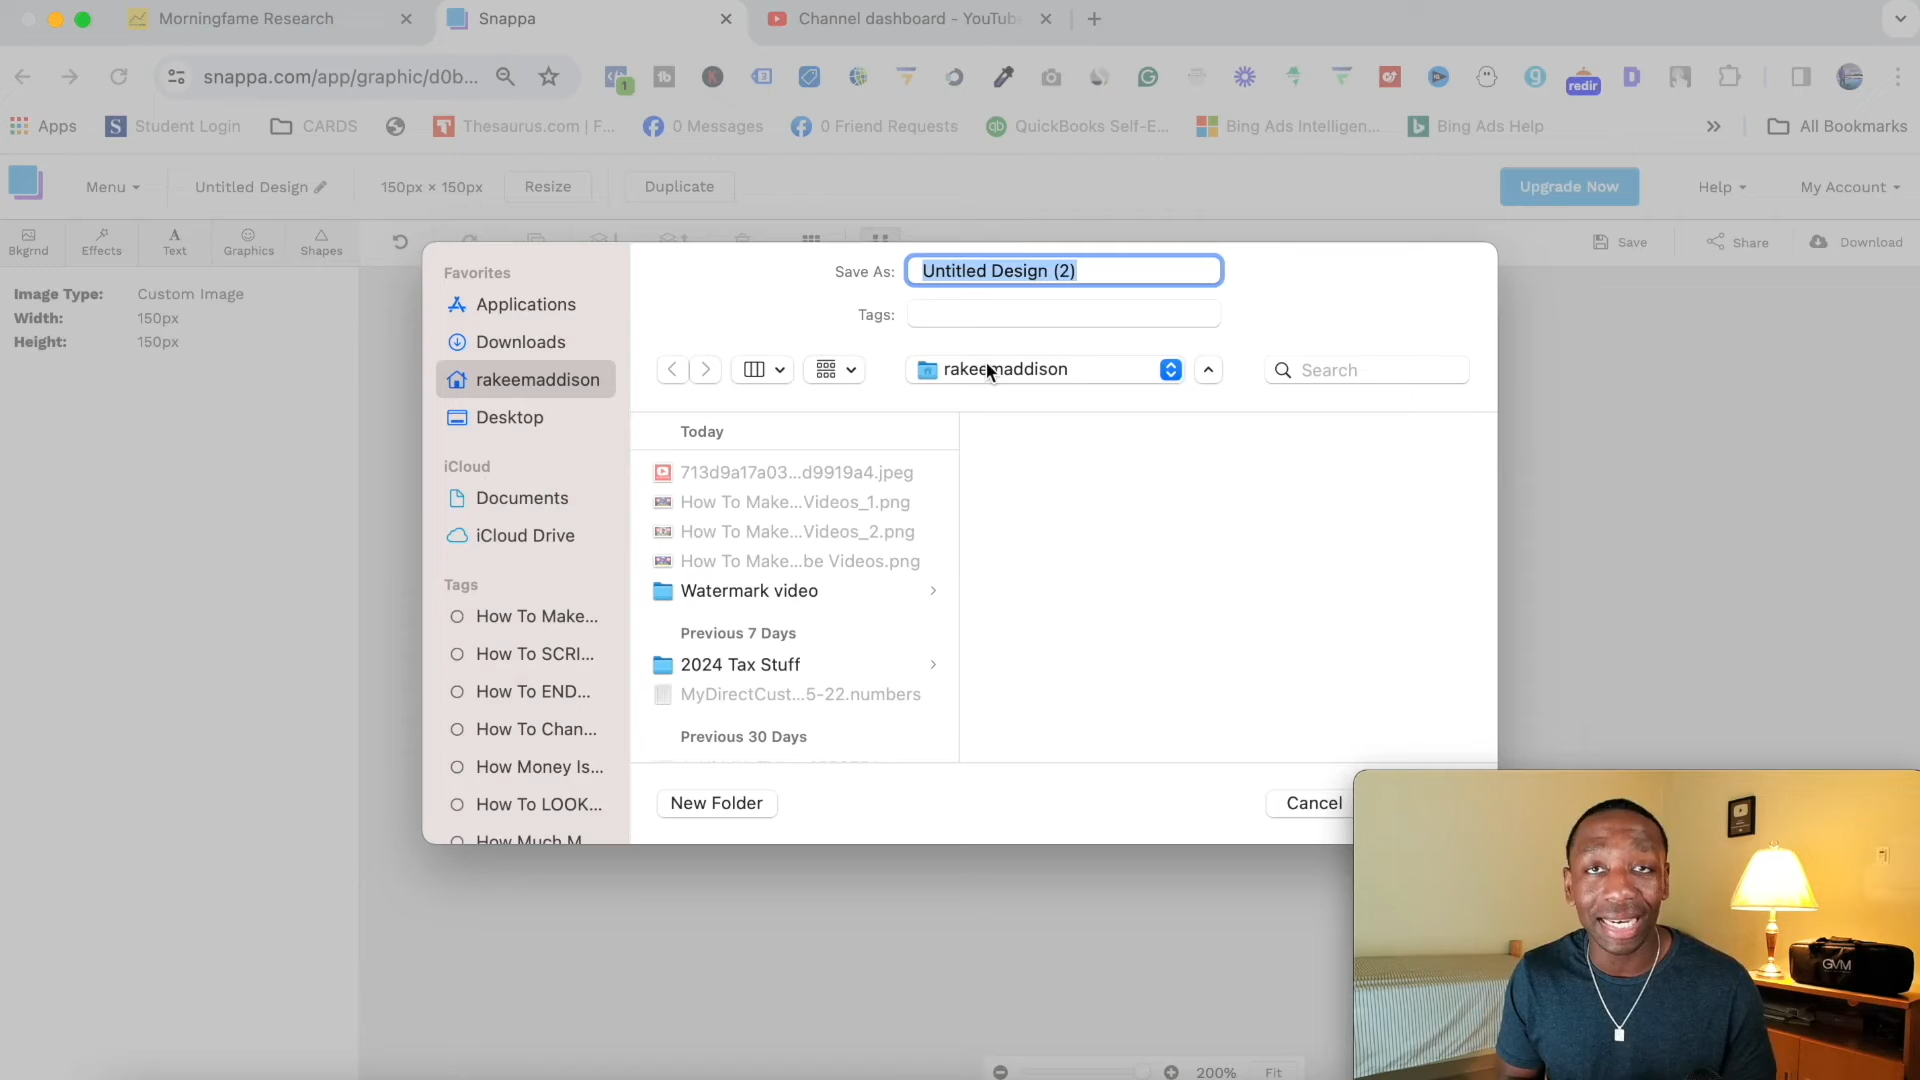 Morningfame Research
Snappa
Channel dashboard - YouTub
snappa.com/app/graphic/d0b...
1
redir
Apps
Student Login
CARDS
Thesaurus.com | F...
0 Messages
0 Friend Requests
QuickBooks Self-E...
Bing Ads Intelligen...
Bing Ads Help
All Bookmarks
Menu
Untitled Design
150px × 150px
Resize
Duplicate
Upgrade Now
Help
My Account
Bkgrnd
Effects
Text
Graphics
Shapes
Save
Share
Download
Image Type: Custom Image
Width: 150px
Height: 150px
Favorites
Applications
Downloads
rakeemaddison
Desktop
iCloud
Documents
iCloud Drive
Tags
How To Make...
How To SCRI...
How To END...
How To Chan...
How Money Is...
How To LOOK...
How Much M
Save As: Untitled Design (2)
Tags:
rakeemaddison
Search
Today
713d9a17a03...d9919a4.jpeg
How To Make...Videos_1.png
How To Make...Videos_2.png
How To Make...be Videos.png
Watermark video
Previous 7 Days
2024 Tax Stuff
MyDirectCust...5-22.numbers
Previous 30 Days
New Folder
Cancel
200%
Fit
GVM